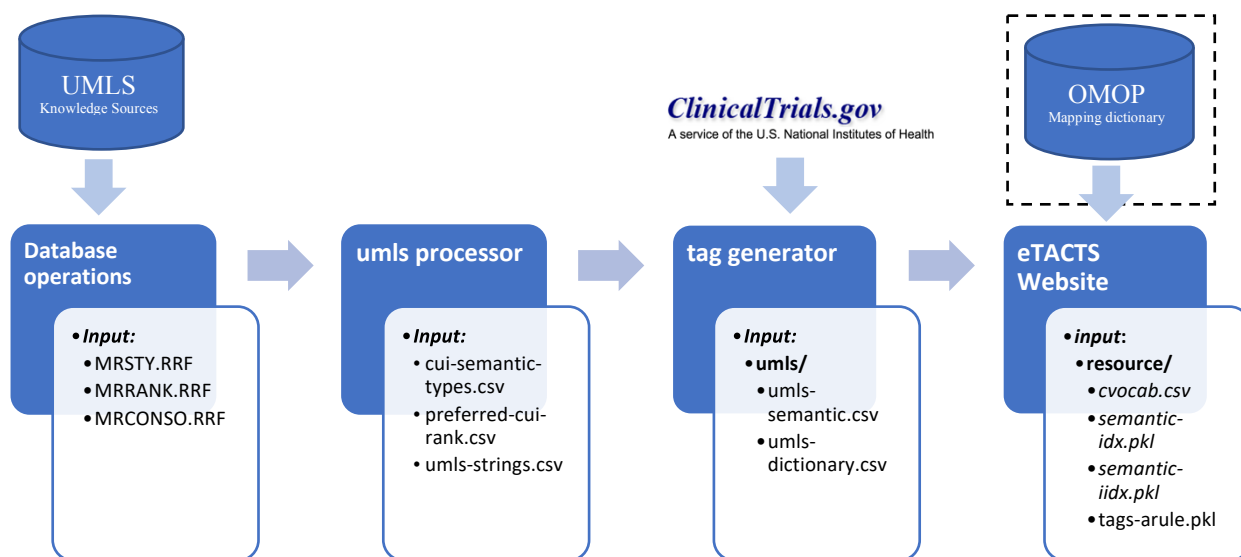 UMLS
Knowledge Sources
ClinicalTrials.gov
A service of the U.S. National Institutes of Health
OMOP
Mapping dictionary
Database
operations
• Input:
• MRSTY.RRF
• MRRANK.RRF
• MRCONSO.RRF
umls processor
• Input:
• cui-semantic-
types.csv
• preferred-cui-
rank.csv
• umls-strings.csv
tag generator
• Input:
• umls/
• umls-
semantic.csv
• umls-
dictionary.csv
eTACTS
Website
• input:
• resource/
• cvocab.csv
• semantic-
idx.pkl
• semantic-
iidx.pkl
• tags-arule.pkl